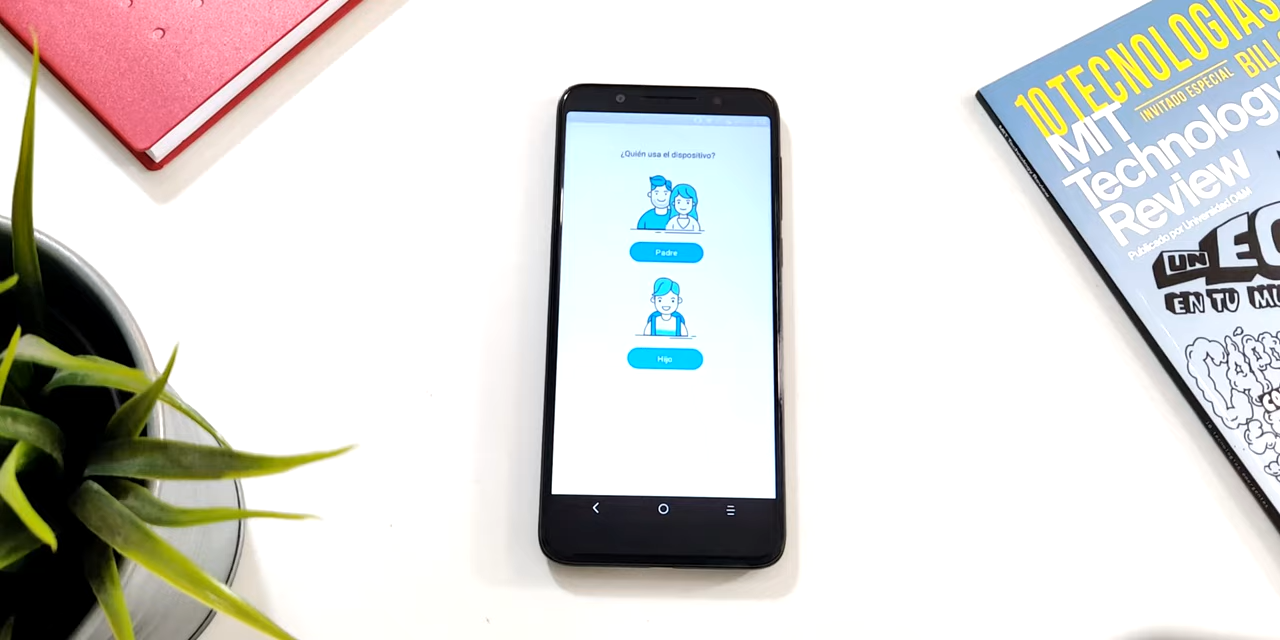 ¿Quién usa el dispositivo?
Padre
Hijo
10 TECNOLOGÍAS
INVITADO ESPECIAL
BILL
MIT
Technology
Review
Publicado por Universidad
UN
EN TU